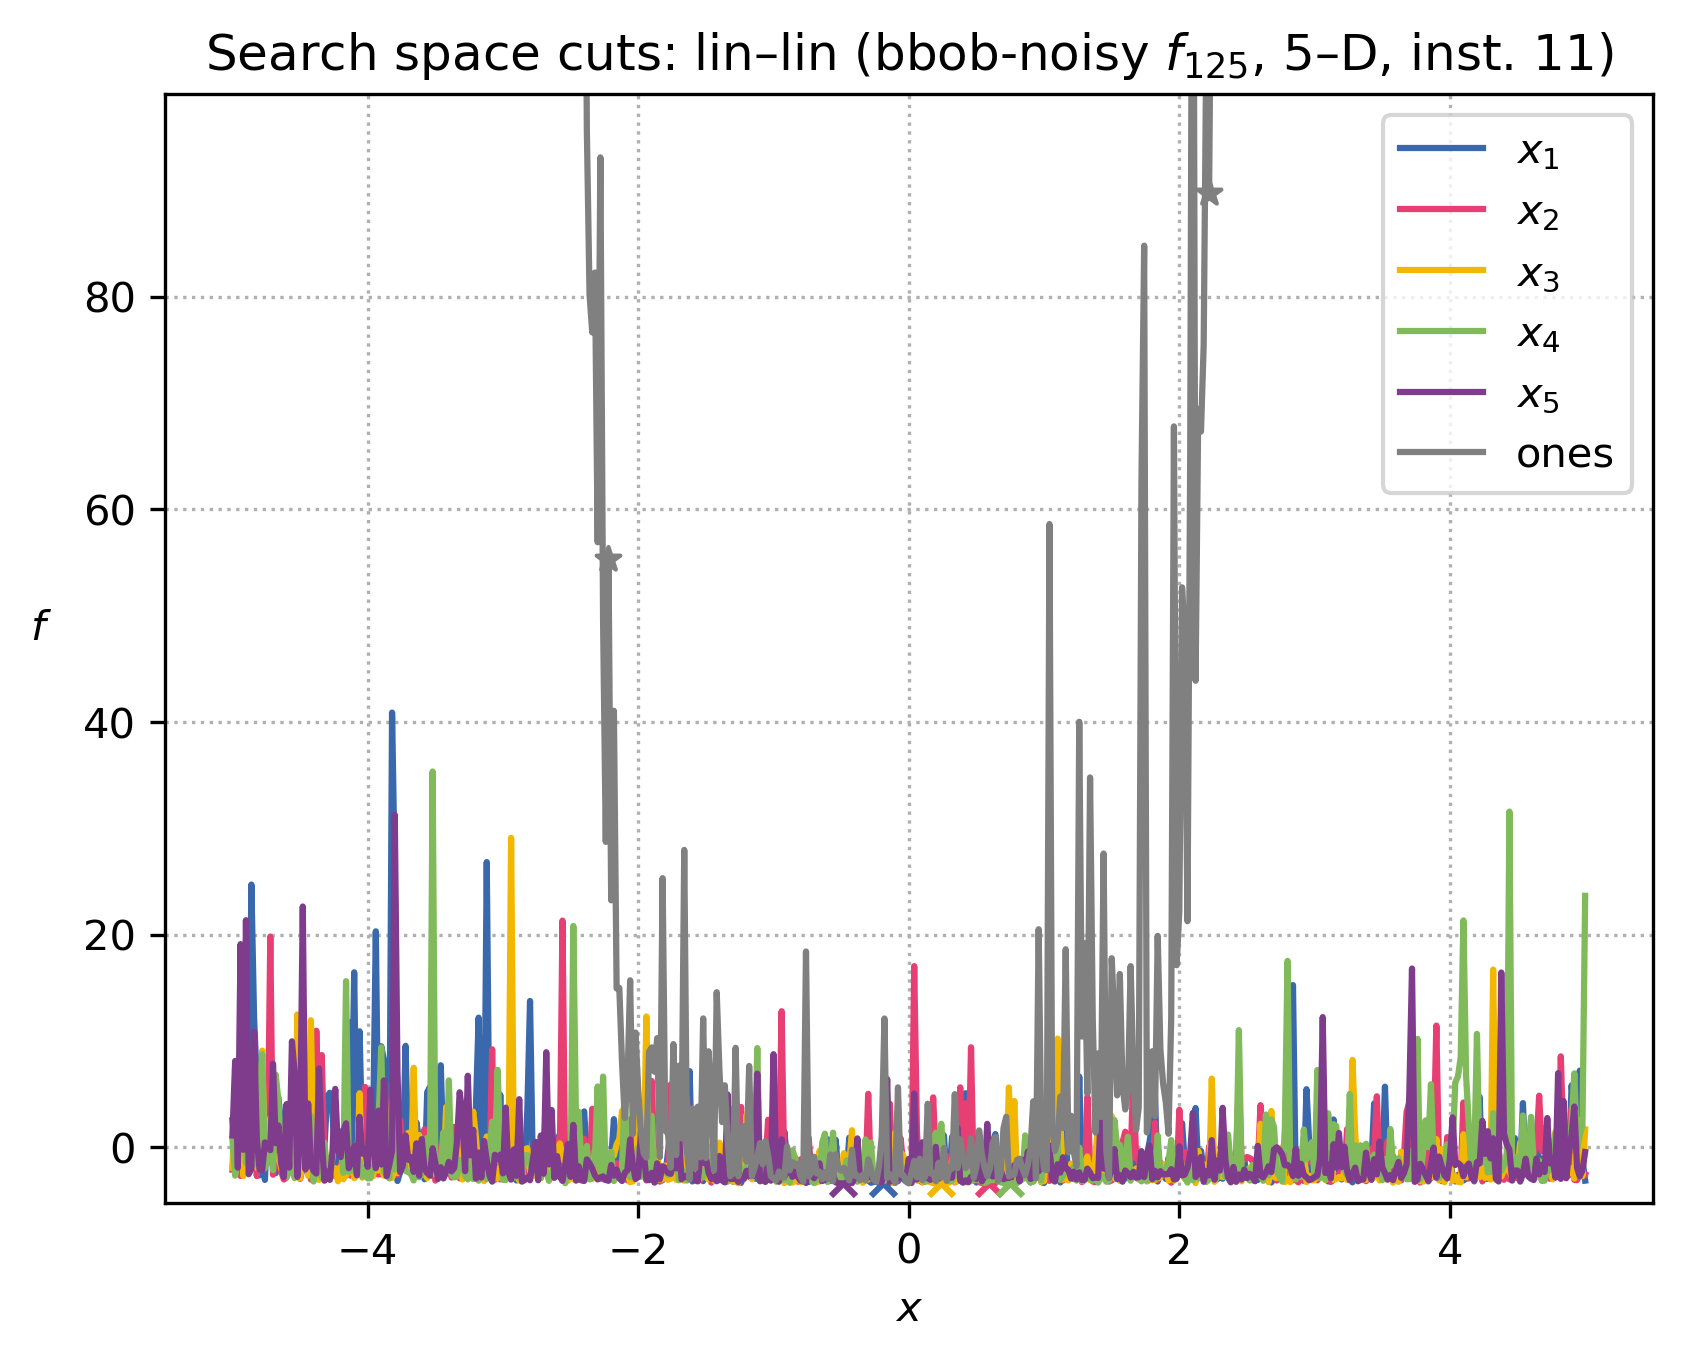 Search space cuts: lin–lin (bbob-noisy f₁₂₅, 5–D, inst. 11)
x₁
x₂
x₃
x₄
x₅
ones
80
60
40
20
0
f
−4
−2
0
2
4
x